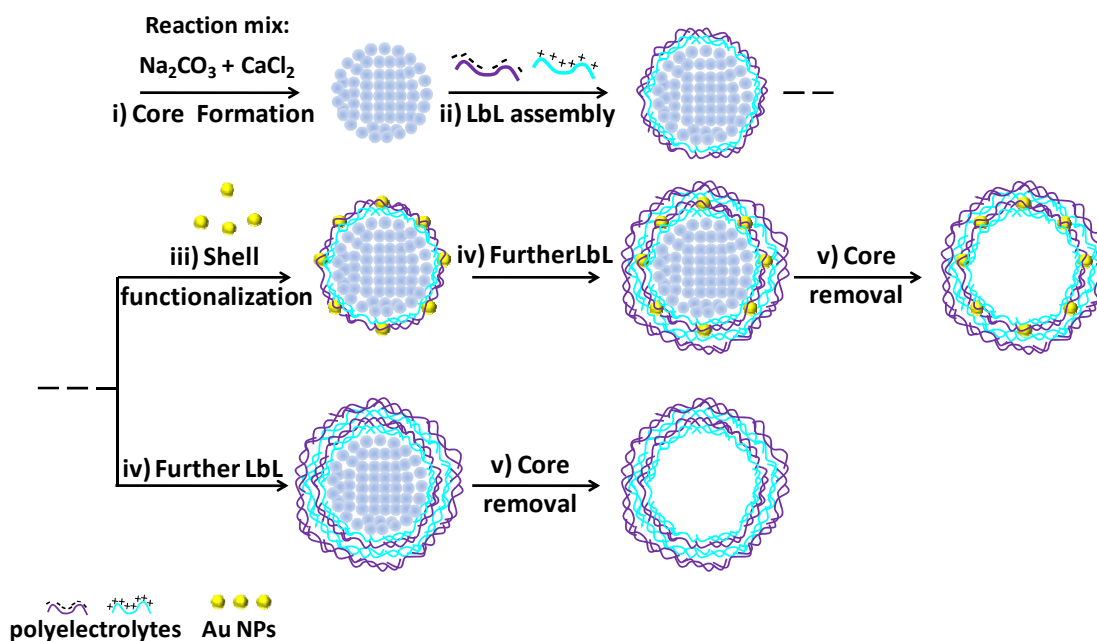 Reaction mix:
Na₂CO₃ + CaCl₂
i) Core Formation
ii) LbL assembly
iii) Shell
functionalization
iv) FurtherLbL
v) Core
removal
iv) Further LbL
v) Core
removal
polyelectrolytes
Au NPs